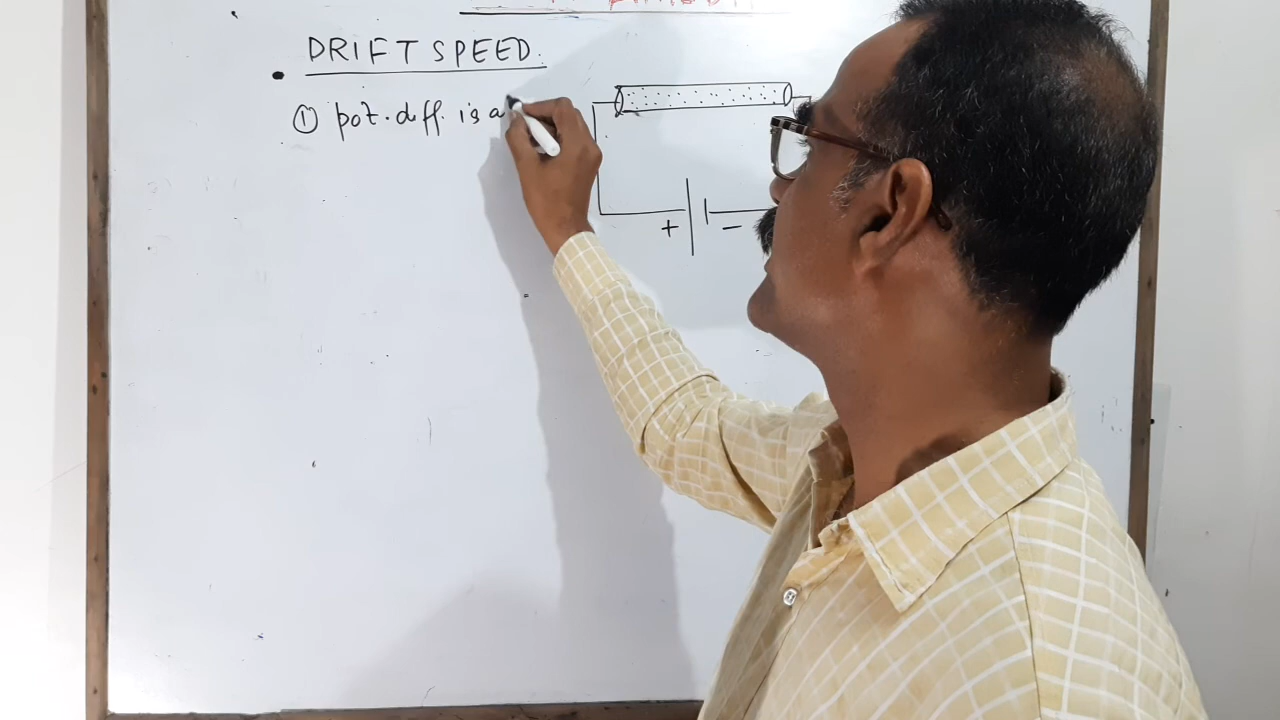 DRIFT SPEED.
① pot. diff. is a
+ −